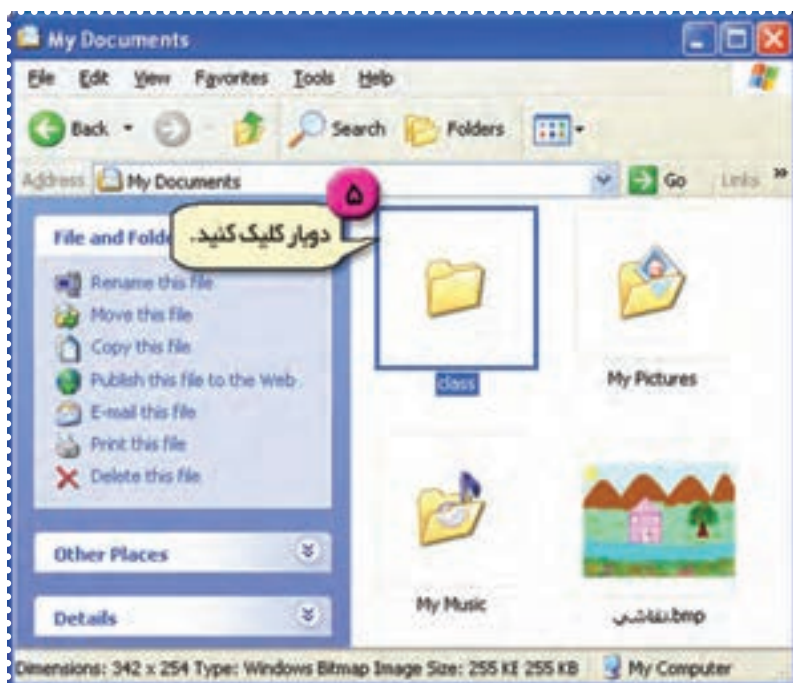 My Documents
File Edit View Favorites Tools Help
Back Search Folders
Address My Documents Go Links »
۵
دوبار کلیک کنید.
File and Folde
Rename this file
Move this file
Copy this file
Publish this file to the Web
E-mail this file
Print this file
Delete this file
Other Places
Details
class
My Pictures
My Music
نقاشی.bmp
Dimensions: 342 x 254 Type: Windows Bitmap Image Size: 255 KE 255 KB My Computer